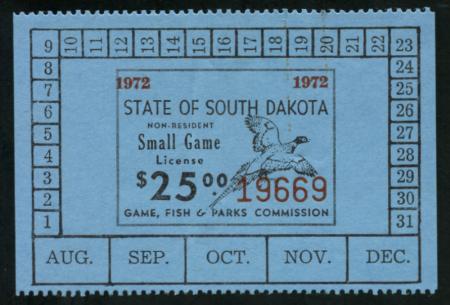 9 10 11 12 13 14 15 16 17 18 19 20 21 22 23
8 24
7 1972 1972 25
6 STATE OF SOUTH DAKOTA 26
5 NON-RESIDENT 27
4 Small Game 28
3 License 29
2 $25.00 19669 30
1 GAME, FISH & PARKS COMMISSION 31
AUG. SEP. OCT. NOV. DEC.